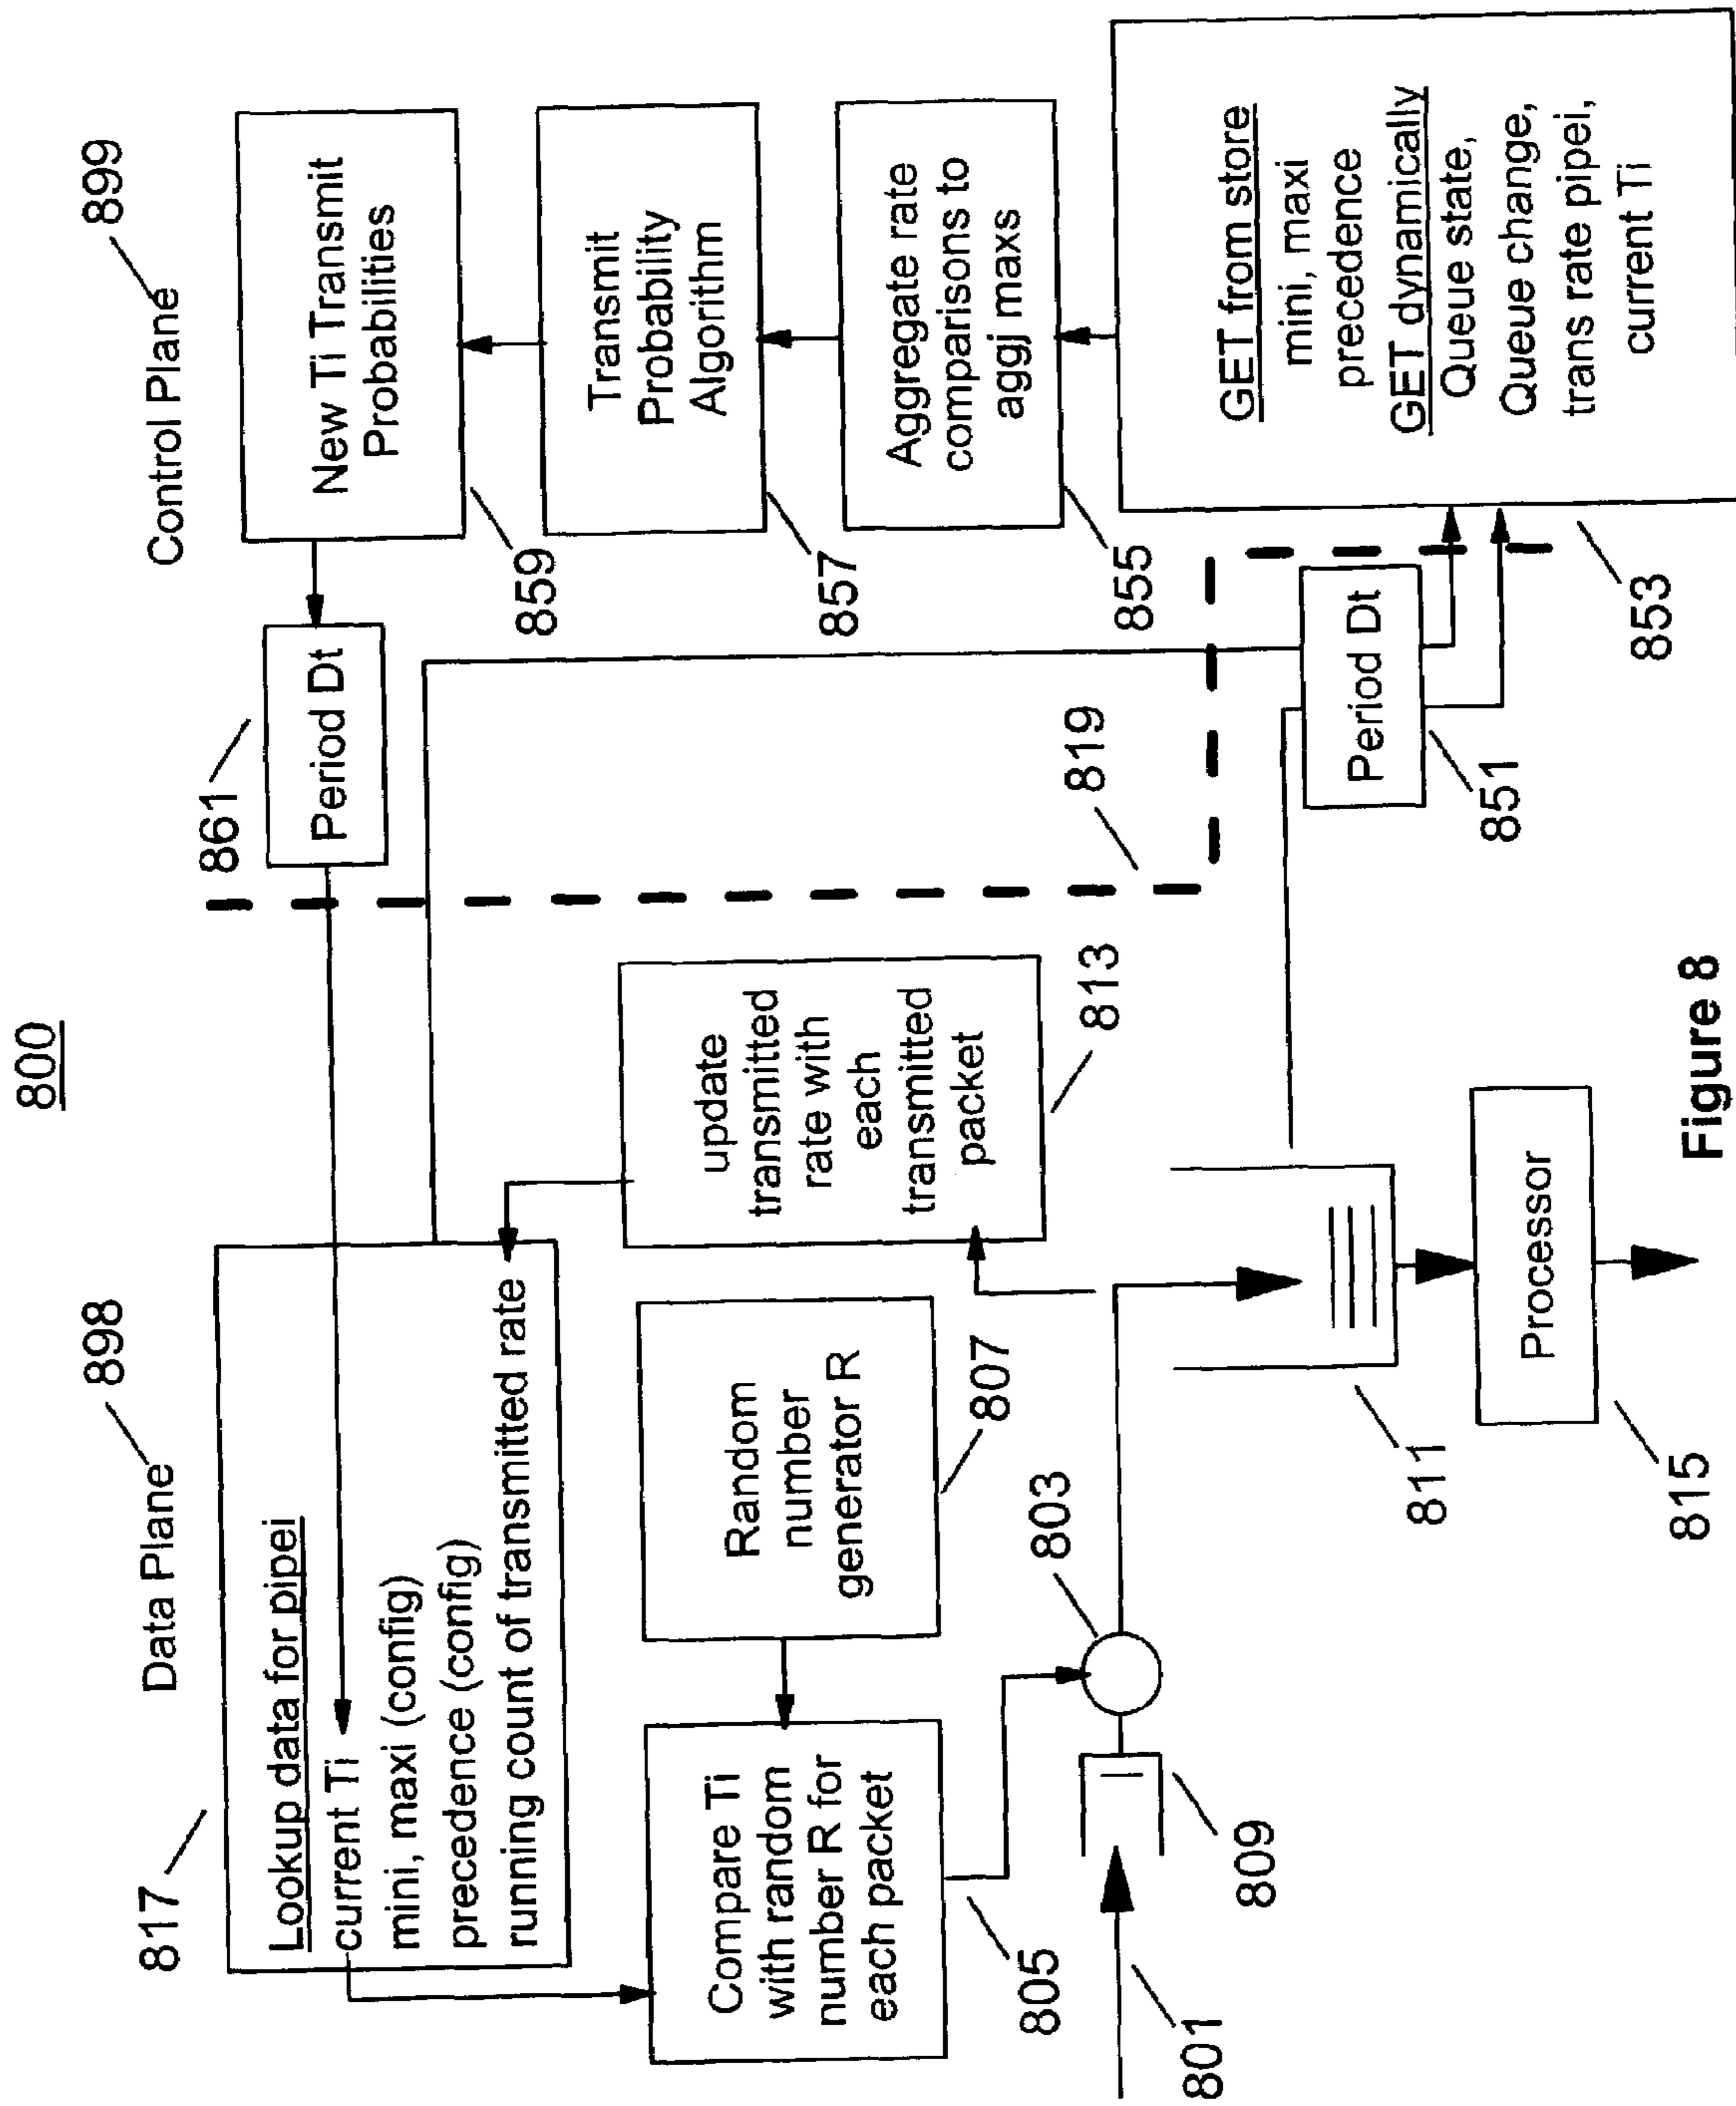 800
Data Plane
898
Control Plane
899
817
Lookup data for pipei
current Ti
mini, maxi (config)
precedence (config)
running count of transmitted rate
861
Period Dt
New Ti Transmit
Probabilities
859
Compare Ti
with random
number R for
each packet
805
Random
number
generator R
807
update
transmitted
rate with
each
transmitted
packet
813
Transmit
Probability
Algorithm
857
819
Aggregate rate
comparisons to
aggj maxs
855
801
809
803
811
Period Dt
851
GET from store
mini, maxi
precedence
GET dynamically
Queue state,
Queue change,
trans rate pipei,
current Ti
853
Processor
815
Figure 8